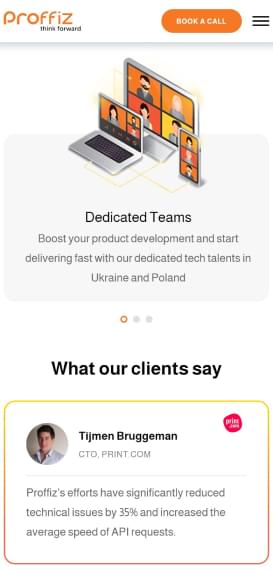 Proffiz
think forward
BOOK A CALL
Dedicated Teams
Boost your product development and start
delivering fast with our dedicated tech talents in
Ukraine and Poland
What our clients say
print
.com
Tijmen Bruggeman
CTO, PRINT.COM
Proffiz's efforts have significantly reduced
technical issues by 35% and increased the
average speed of API requests.